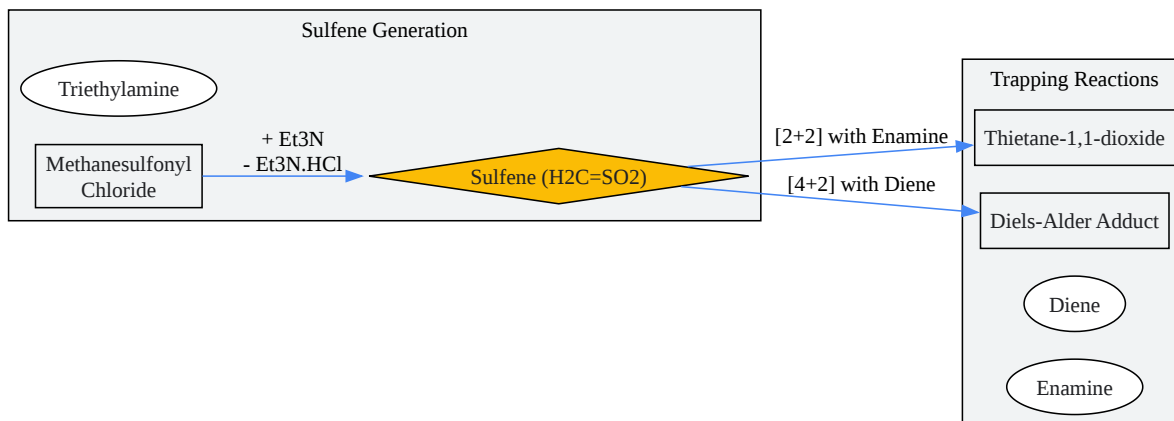 Sulfene Generation
Triethylamine
Methanesulfonyl
Chloride
+ Et3N
- Et3N.HCl
Sulfene (H2C=SO2)
[2+2] with Enamine
[4+2] with Diene
Trapping Reactions
Thietane-1,1-dioxide
Diels-Alder Adduct
Diene
Enamine